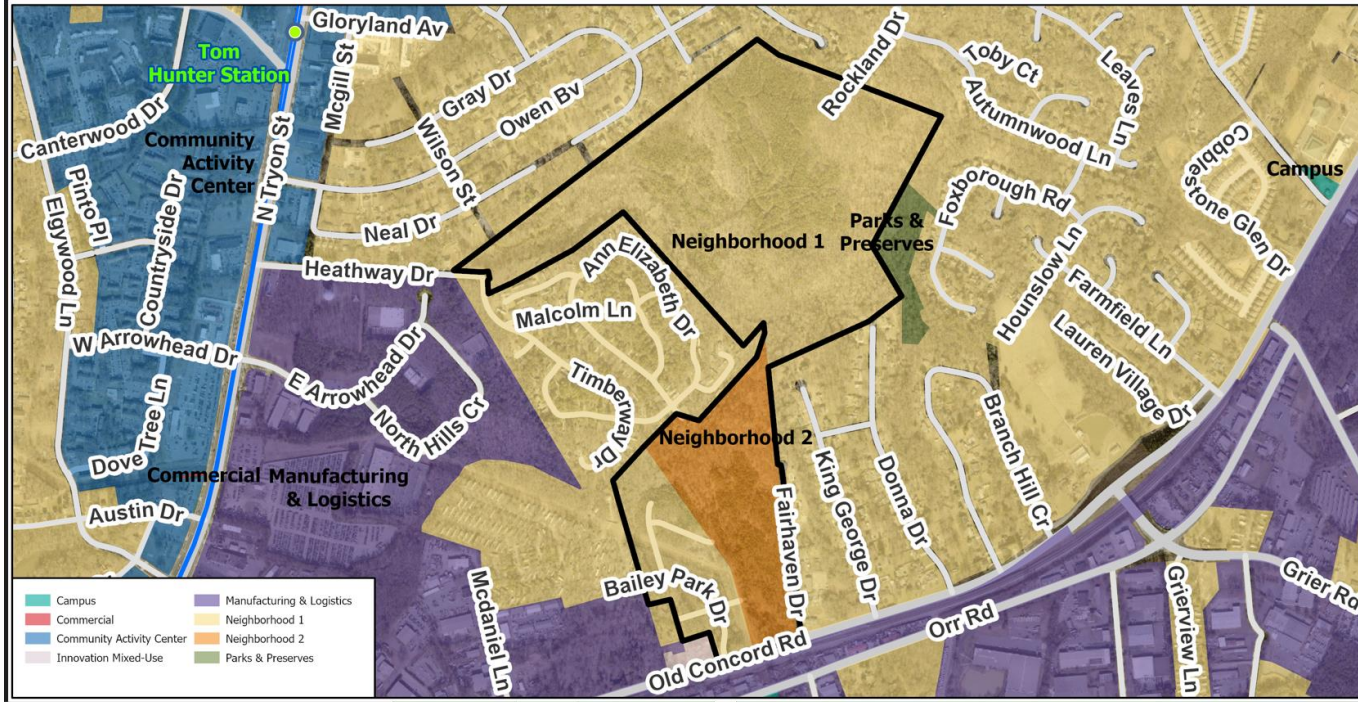 Gloryland Av
Tom
Hunter Station
Mcgill St
Gray Dr
Owen Bv
Rockland Dr
Toby Ct
Leaves Ln
Autumnwood Ln
Canterwood Dr
Community
Activity
Center
N Tryon St
Wilson St
Neal Dr
Pinto Pl
Elgywood Ln
Countryside Dr
Foxborough Rd
Cobblestone Glen Dr
Campus
Parks &
Preserves
Neighborhood 1
Heathway Dr
Ann Elizabeth Dr
Malcolm Ln
Hounslow Ln
Farmfield Ln
Lauren Village Dr
W Arrowhead Dr
E Arrowhead Dr
North Hills Cr
Timberway Dr
Dove Tree Ln
Neighborhood 2
Commercial
Manufacturing
& Logistics
Austin Dr
King George Dr
Donna Dr
Branch Hill Cr
Fairhaven Dr
Bailey Park Dr
Mcdaniel Ln
Old Concord Rd
Orr Rd
Grierview Ln
Grier Rd
Campus
Commercial
Community Activity Center
Innovation Mixed-Use
Manufacturing & Logistics
Neighborhood 1
Neighborhood 2
Parks & Preserves